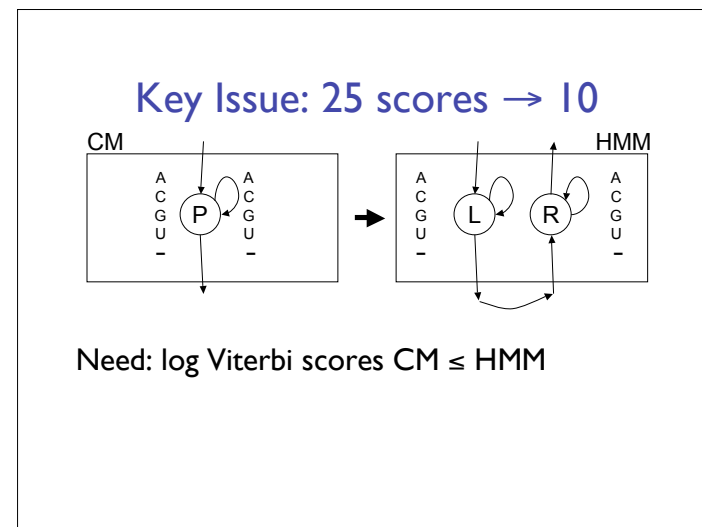 Key Issue: 25 scores → 10
CM
HMM
A A A A
C C C C
G P G G L R G
U U U U
– – – –
Need: log Viterbi scores CM ≤ HMM